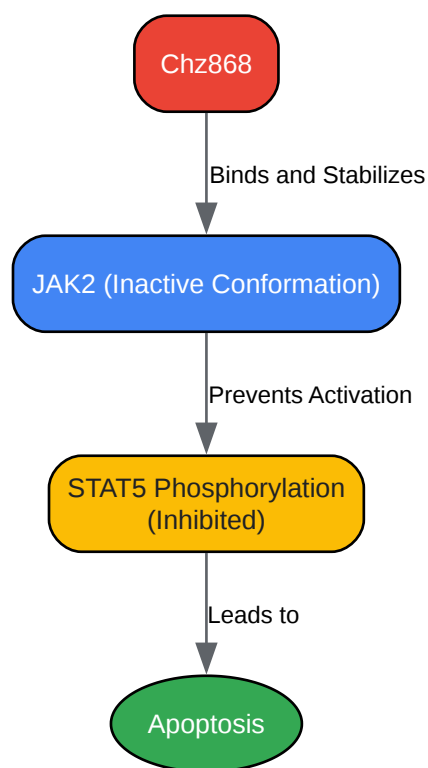 Chz868
Binds and Stabilizes
JAK2 (Inactive Conformation)
Prevents Activation
STAT5 Phosphorylation
(Inhibited)
Leads to
Apoptosis